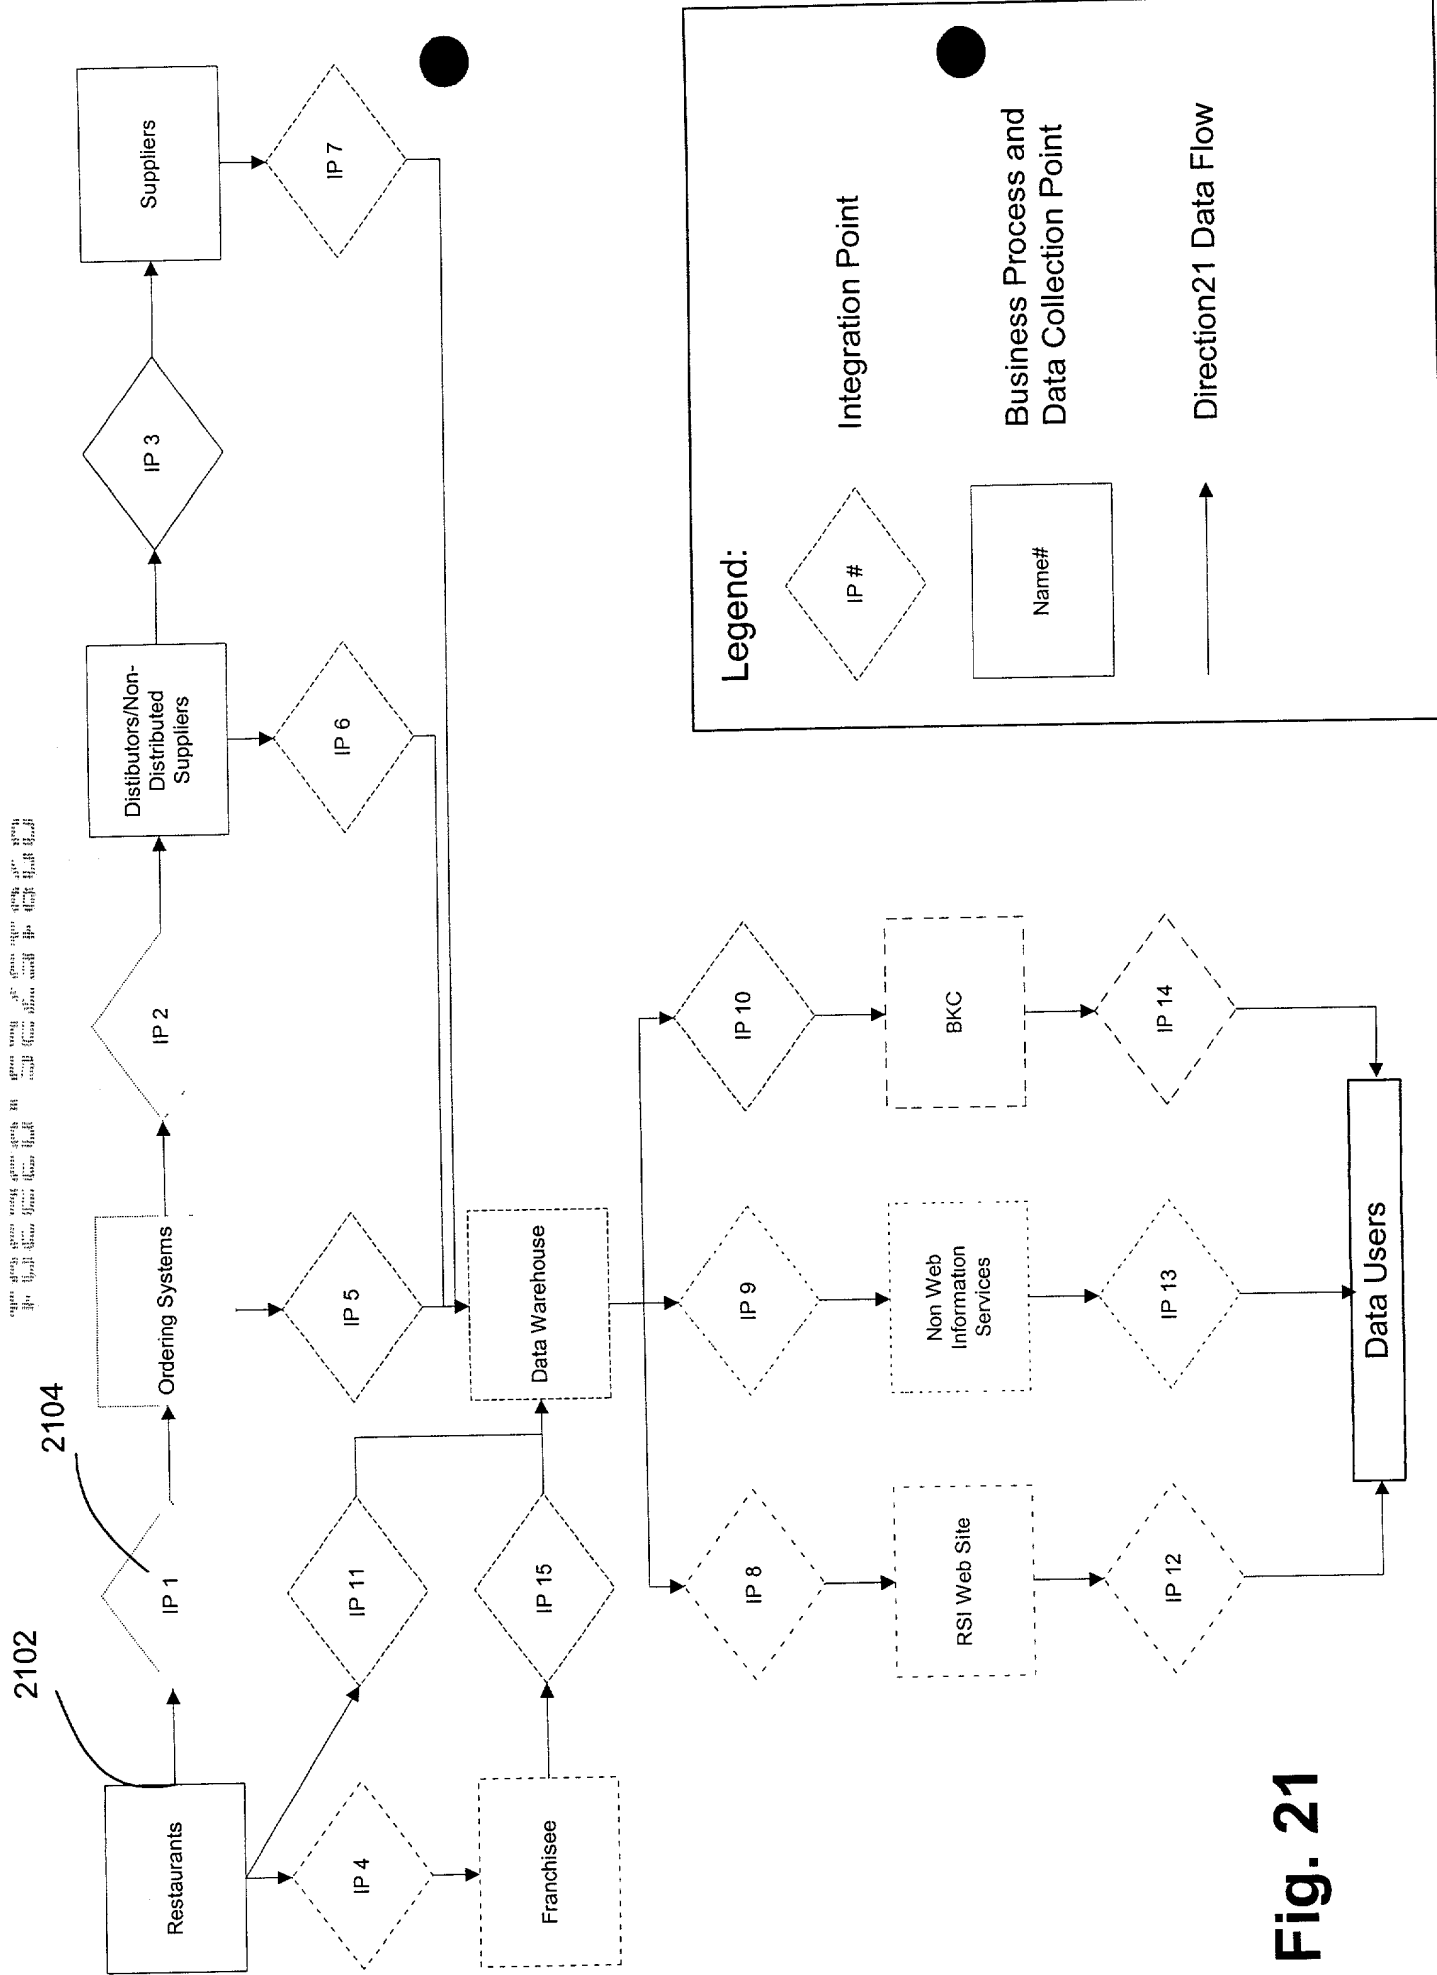 2102
2104
Restaurants
IP 1
Ordering Systems
IP 2
Distibutors/Non-
Distributed
Suppliers
IP 3
Suppliers
IP 4
IP 11
IP 5
IP 6
IP 7
Franchisee
IP 15
Data Warehouse
IP 8
IP 9
IP 10
RSI Web Site
Non Web
Information
Services
BKC
IP 12
IP 13
IP 14
Data Users
Legend:
IP #
Integration Point
Name#
Business Process and
Data Collection Point
Direction21 Data Flow
Fig. 21